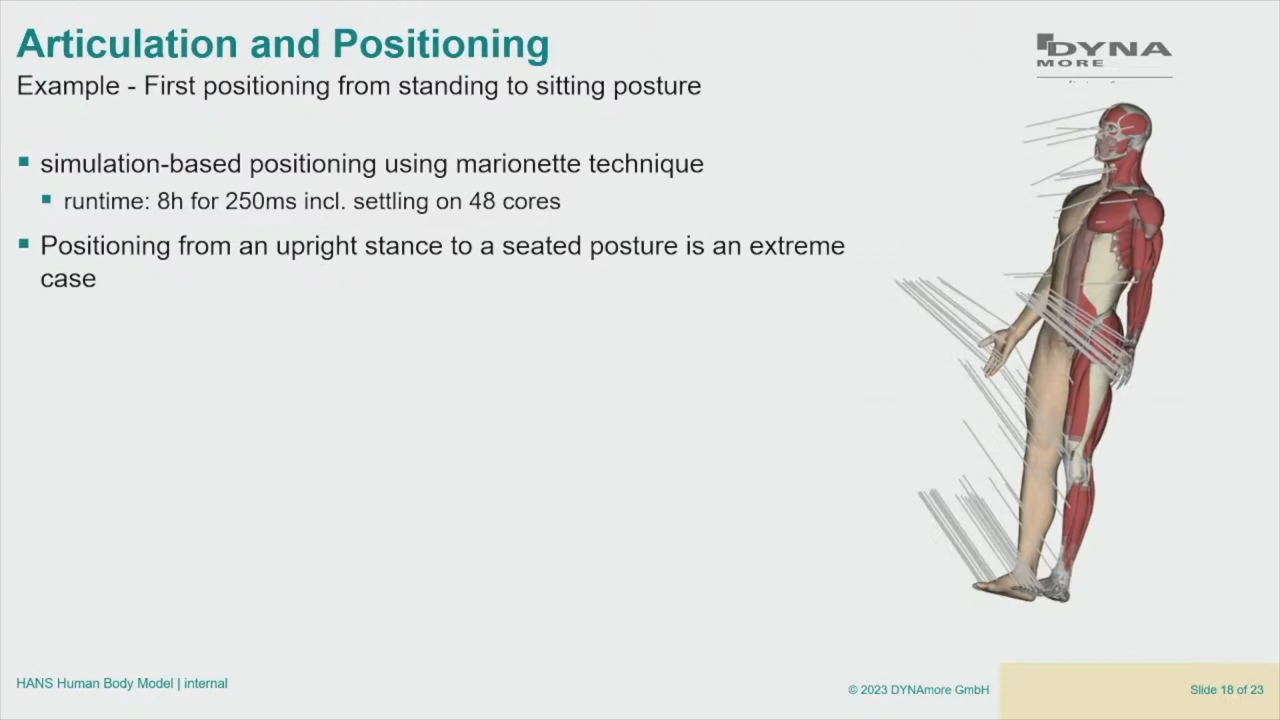 Articulation and Positioning
Example - First positioning from standing to sitting posture
DYNA
MORE
simulation-based positioning using marionette technique
runtime: 8h for 250ms incl. settling on 48 cores
Positioning from an upright stance to a seated posture is an extreme
case
HANS Human Body Model | internal
© 2023 DYNAmore GmbH
Slide 18 of 23